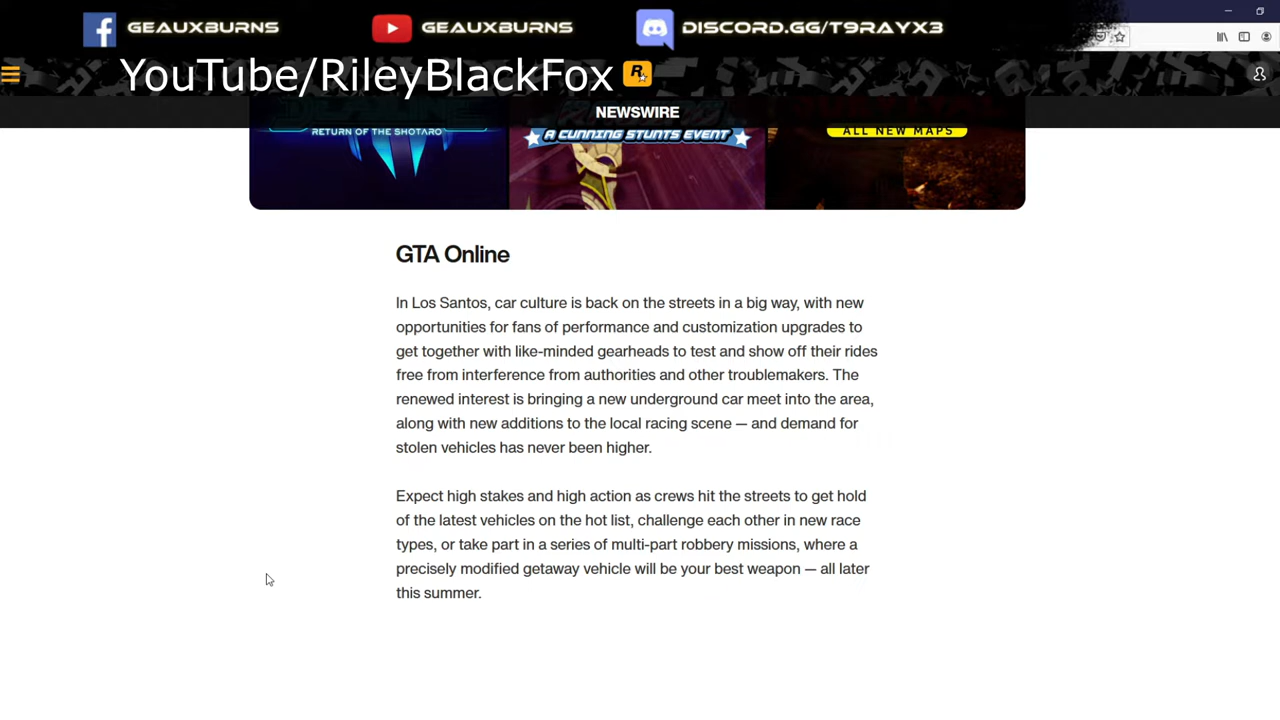 GEAUXBURNS
GEAUXBURNS
DISCORD.GG/T9RAYX3
YouTube/RileyBlackFox
NEWSWIRE
RETURN OF THE SHOTARO
A CUNNING STUNTS EVENT
ALL NEW MAPS
GTA Online
In Los Santos, car culture is back on the streets in a big way, with new
opportunities for fans of performance and customization upgrades to
get together with like-minded gearheads to test and show off their rides
free from interference from authorities and other troublemakers. The
renewed interest is bringing a new underground car meet into the area,
along with new additions to the local racing scene — and demand for
stolen vehicles has never been higher.
Expect high stakes and high action as crews hit the streets to get hold
of the latest vehicles on the hot list, challenge each other in new race
types, or take part in a series of multi-part robbery missions, where a
precisely modified getaway vehicle will be your best weapon — all later
this summer.